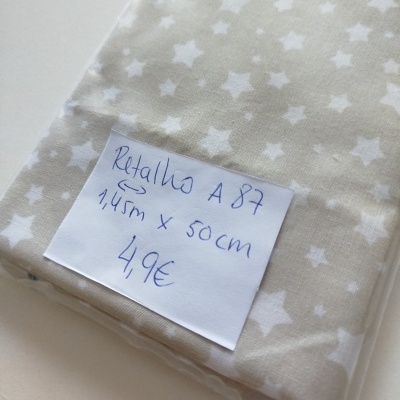 Retalho A 87
↔
1,45m x 50cm
4,9€